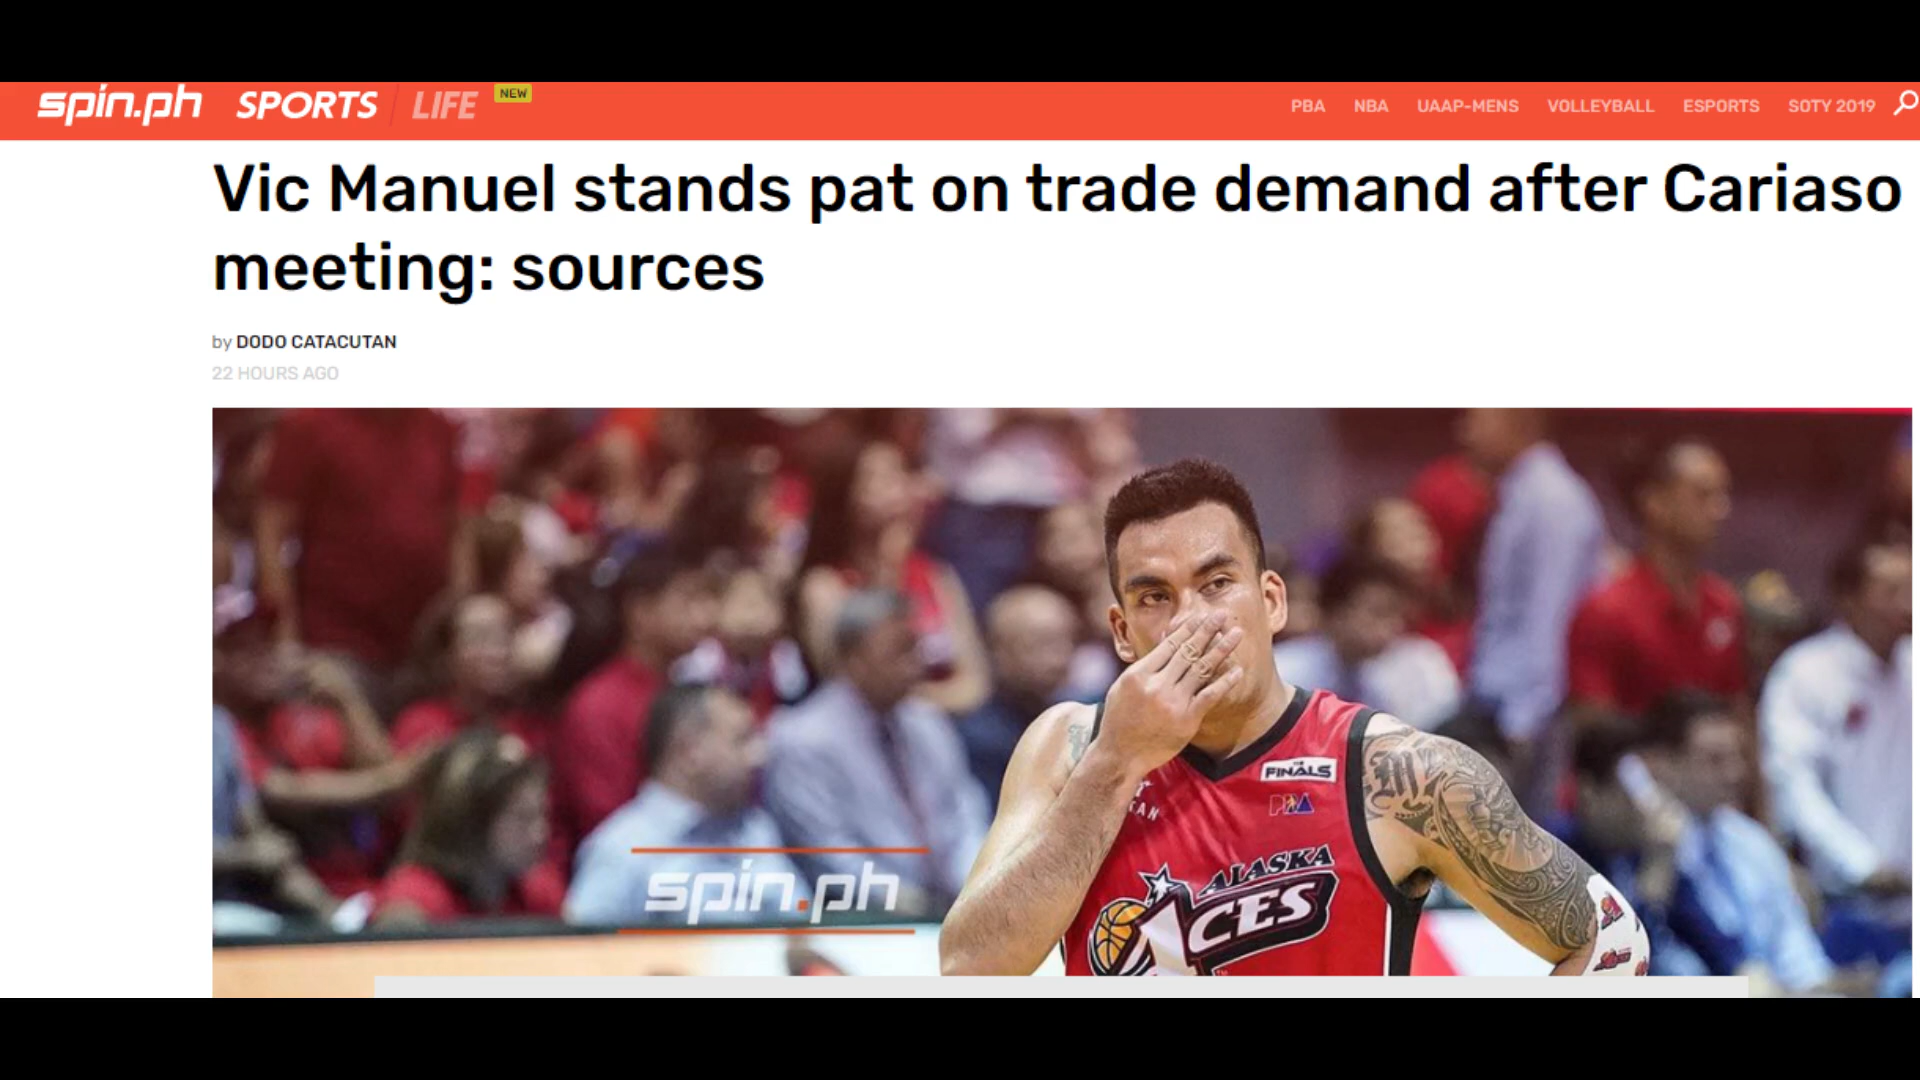 spin.ph SPORTS LIFE NEW PBA NBA UAAP-MENS VOLLEYBALL ESPORTS SOTY 2019
Vic Manuel stands pat on trade demand after Cariaso
meeting: sources
by DODO CATACUTAN
22 HOURS AGO
FINALS
PBA
ALASKA
ACES
spin.ph